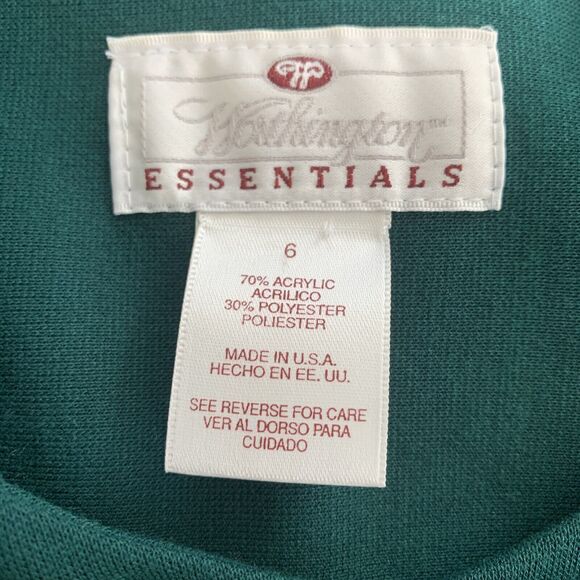 W
Worthington™
ESSENTIALS
6
70% ACRYLIC
ACRILICO
30% POLYESTER
POLIESTER
MADE IN U.S.A.
HECHO EN EE. UU.
SEE REVERSE FOR CARE
VER AL DORSO PARA
CUIDADO